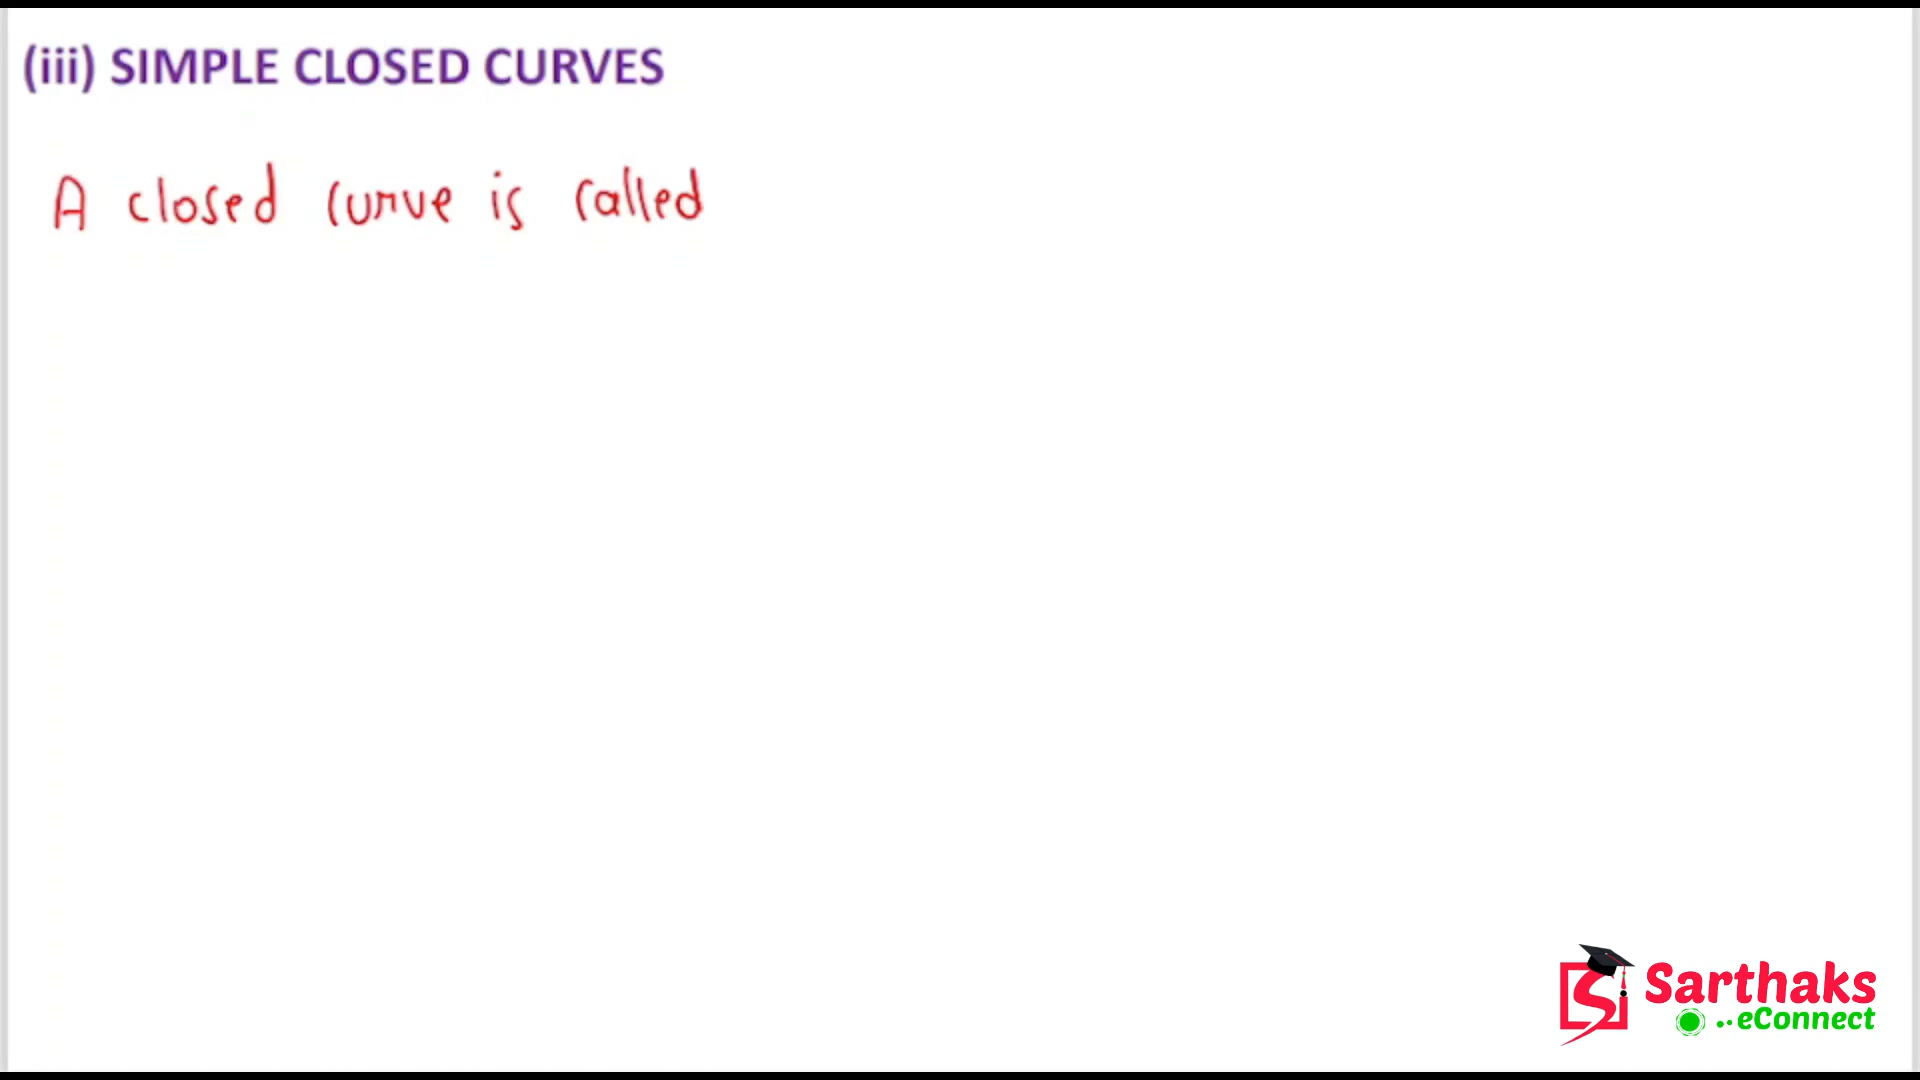 (iii) SIMPLE CLOSED CURVES
A closed curve is called
Sarthaks
eConnect